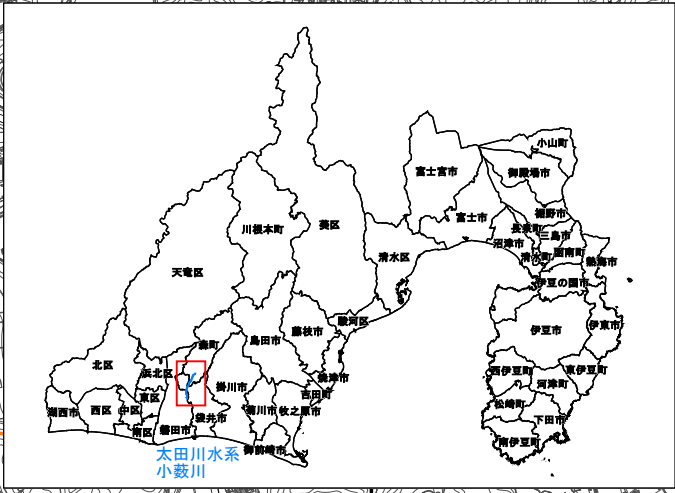 小山町
富士宮市
御殿場市
裾野市
富士市
長泉町
三島市
葵区
川根本町
沼津市
函南町
清水区
清水町
熱海市
天竜区
伊豆の国市
駿河区
藤枝市
伊豆市
伊東市
島田市
森町
北区
浜北区
西伊豆町
東伊豆町
焼津市
掛川市
河津町
吉田町
東区
松崎町
湖西市
西区
中区
菊川市
牧之原市
袋井市
下田市
南区
磐田市
南伊豆町
御前崎市
太田川水系
小薮川